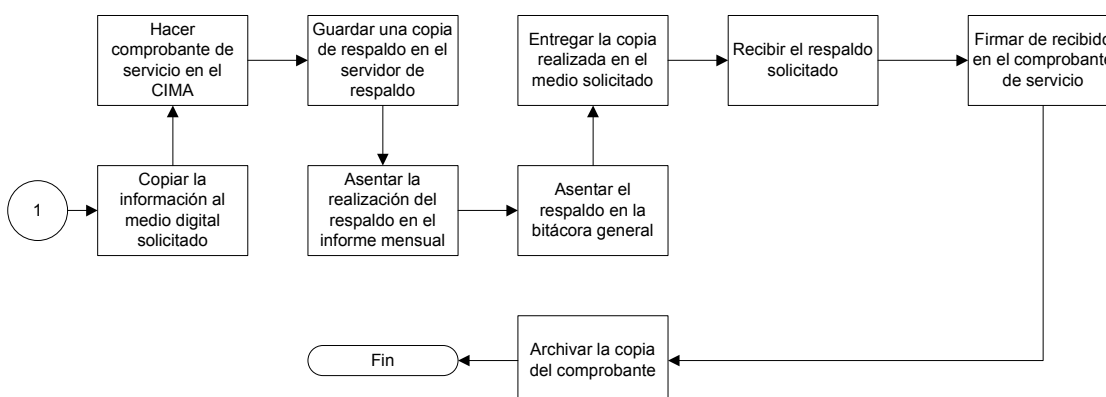 Hacer
comprobante de
servicio en el
CIMA
Guardar una copia
de respaldo en el
servidor de
respaldo
Entregar la copia
realizada en el
medio solicitado
Recibir el respaldo
solicitado
Firmar de recibido
en el comprobante
de servicio
1
Copiar la
información al
medio digital
solicitado
Asentar la
realización del
respaldo en el
informe mensual
Asentar el
respaldo en la
bitácora general
Fin
Archivar la copia
del comprobante